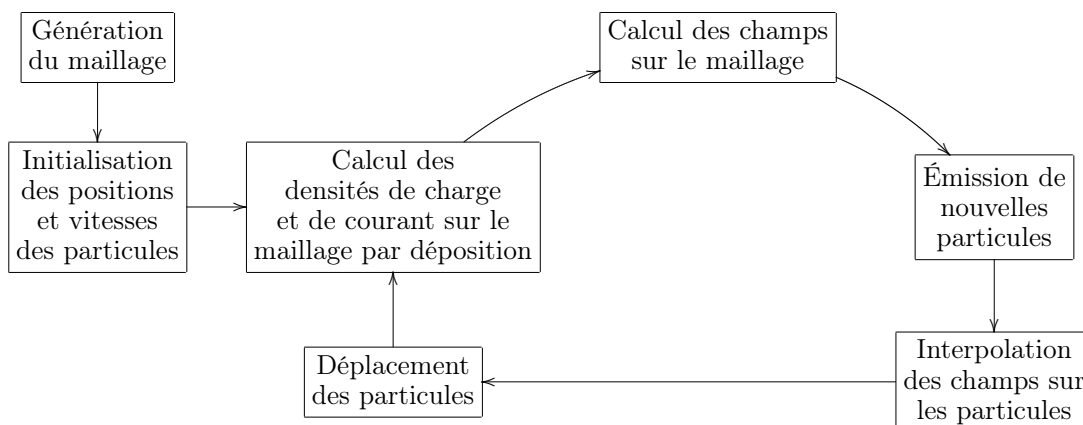 Génération
du maillage
Initialisation
des positions
et vitesses
des particules
Calcul des
densités de charge
et de courant sur le
maillage par déposition
Calcul des champs
sur le maillage
Émission de
nouvelles
particules
Interpolation
des champs sur
les particules
Déplacement
des particules